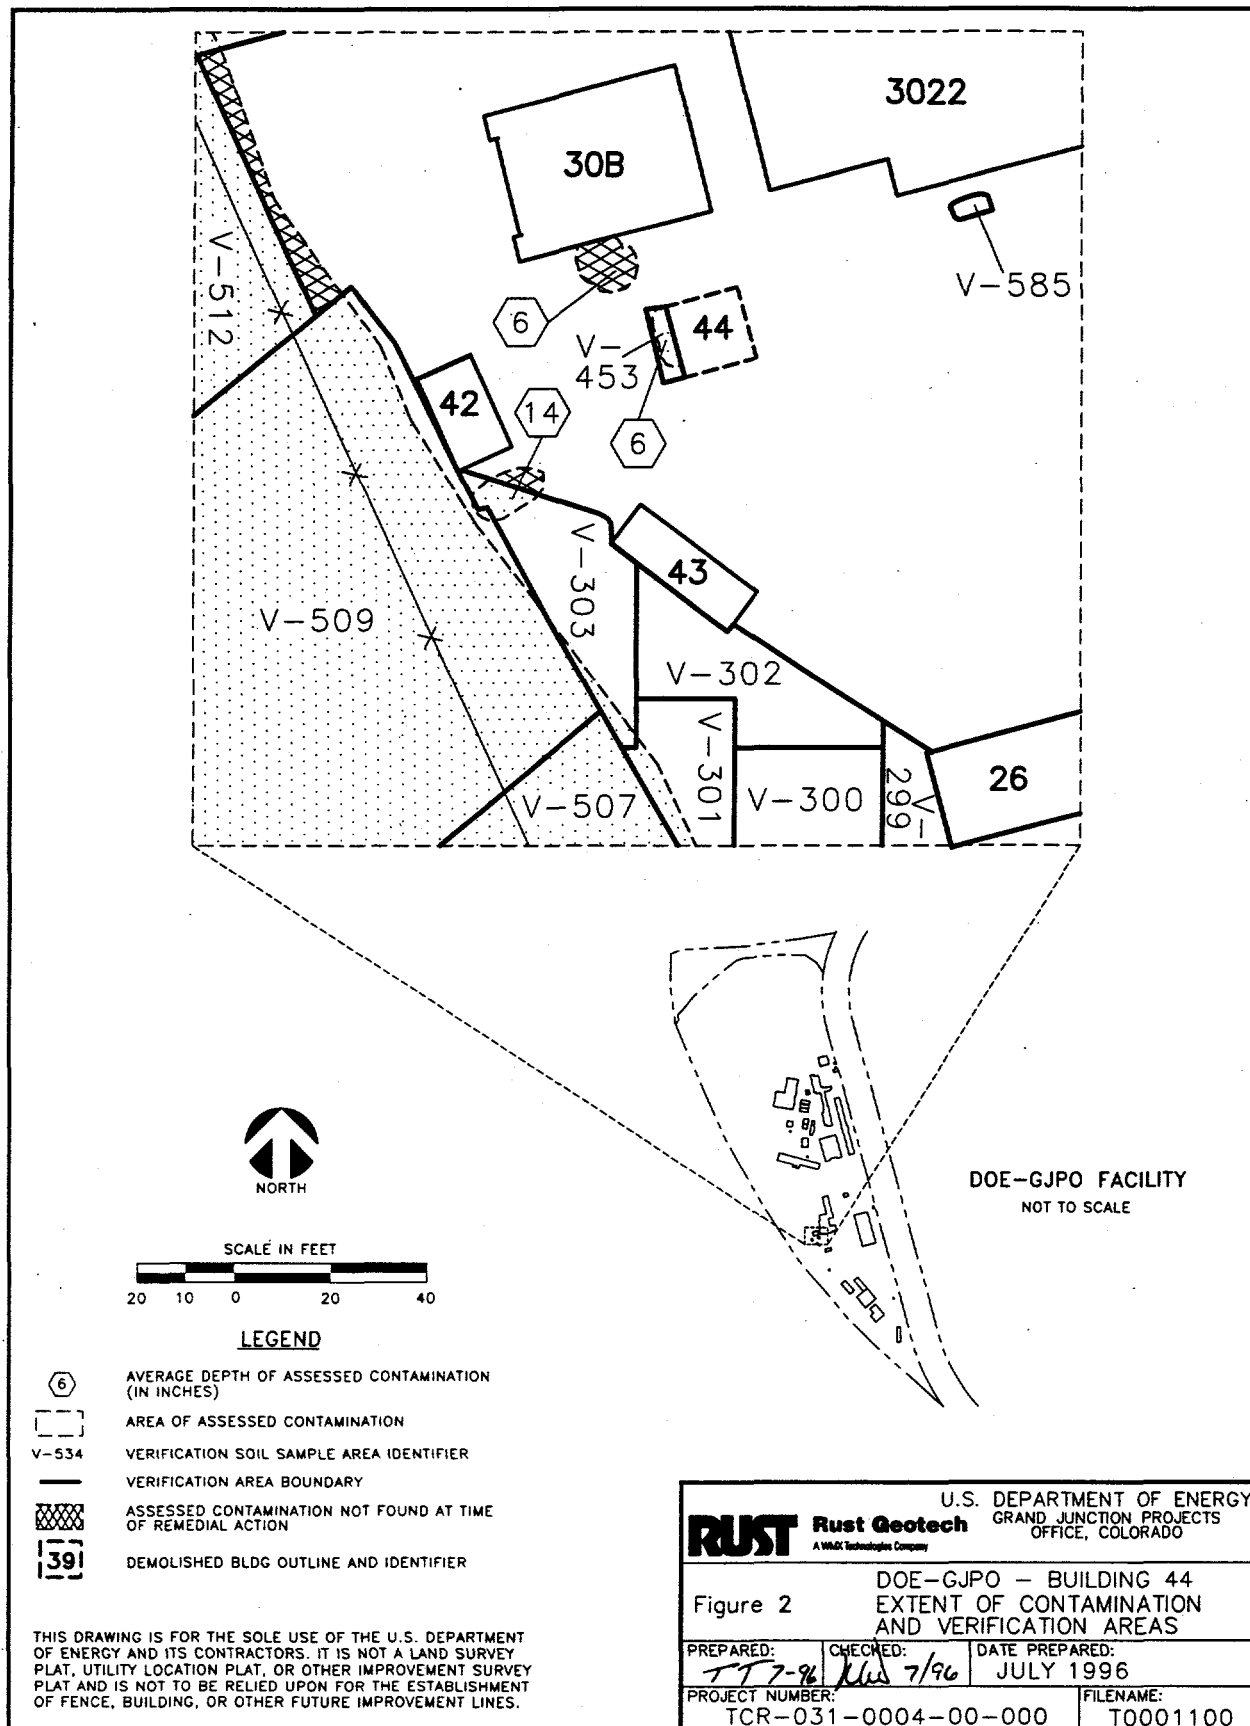 3022
30B
V-585
V-512
6
44
V-
453
42
14
6
V-303
43
V-509
V-302
V-301
V-507
V-300
V-
299
26
DOE-GJPO FACILITY
NOT TO SCALE
NORTH
SCALE IN FEET
20 10 0 20 40
LEGEND
6 AVERAGE DEPTH OF ASSESSED CONTAMINATION
(IN INCHES)
AREA OF ASSESSED CONTAMINATION
V-534 VERIFICATION SOIL SAMPLE AREA IDENTIFIER
VERIFICATION AREA BOUNDARY
ASSESSED CONTAMINATION NOT FOUND AT TIME
OF REMEDIAL ACTION
39 DEMOLISHED BLDG OUTLINE AND IDENTIFIER
THIS DRAWING IS FOR THE SOLE USE OF THE U.S. DEPARTMENT
OF ENERGY AND ITS CONTRACTORS. IT IS NOT A LAND SURVEY
PLAT, UTILITY LOCATION PLAT, OR OTHER IMPROVEMENT SURVEY
PLAT AND IS NOT TO BE RELIED UPON FOR THE ESTABLISHMENT
OF FENCE, BUILDING, OR OTHER FUTURE IMPROVEMENT LINES.
RUST Rust Geotech
A WMX Technologies Company
U.S. DEPARTMENT OF ENERGY
GRAND JUNCTION PROJECTS
OFFICE, COLORADO
Figure 2
DOE-GJPO - BUILDING 44
EXTENT OF CONTAMINATION
AND VERIFICATION AREAS
PREPARED: CHECKED: DATE PREPARED:
TT 7-96 7/96 JULY 1996
PROJECT NUMBER: FILENAME:
TCR-031-0004-00-000 T0001100